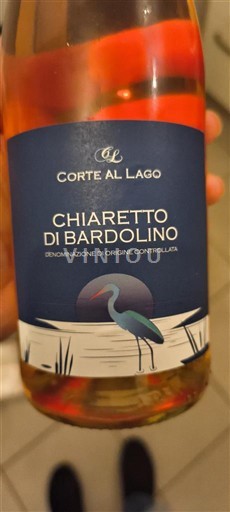 CL
CORTE AL LAGO
CHIARETTO
DI BARDOLINO
DENOMINAZIONE DI ORIGINE CONTROLLATA
VINTOU